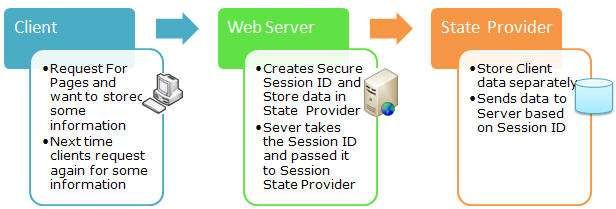 Client
Web Server
State Provider
•Request For
Pages and
want to stored
some
information
•Next time
clients request
again for some
information
•Creates Secure
Session ID and
Store data in
State Provider
•Sever takes
the Session ID
and passed it
to Session
State Provider
•Store Client
data separately
•Sends data to
Server based
on Session ID